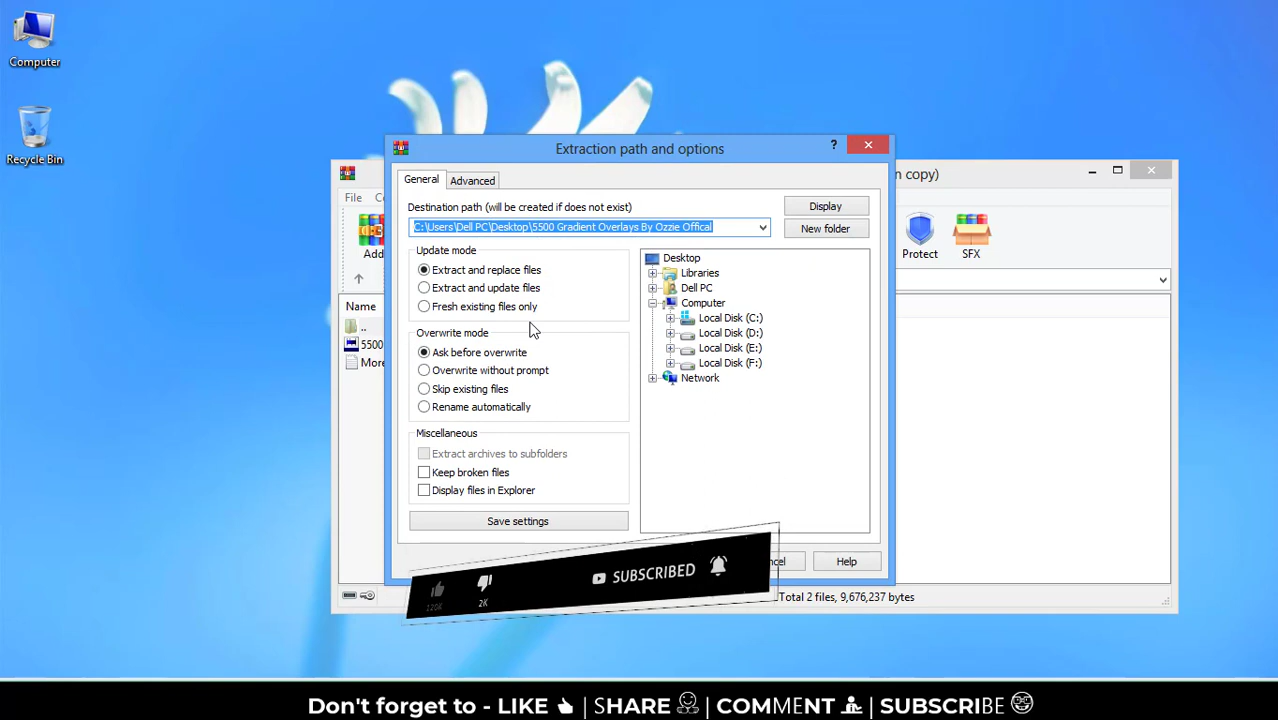 Computer
Recycle Bin
n copy)
File
Co
Add
Protect
SFX
Name
..
5500
More
Total 2 files, 9,676,237 bytes
Extraction path and options
?
General
Advanced
Destination path (will be created if does not exist)
Display
C:\Users\Dell PC\Desktop\5500 Gradient Overlays By Ozzie Offical
New folder
Update mode
Extract and replace files
Extract and update files
Fresh existing files only
Overwrite mode
Ask before overwrite
Overwrite without prompt
Skip existing files
Rename automatically
Miscellaneous
Extract archives to subfolders
Keep broken files
Display files in Explorer
Save settings
Desktop
Libraries
Dell PC
Computer
Local Disk (C:)
Local Disk (D:)
Local Disk (E:)
Local Disk (F:)
Network
ncel
Help
120K
2K
SUBSCRIBED
Don't forget to - LIKE | SHARE | COMMENT | SUBSCRIBE